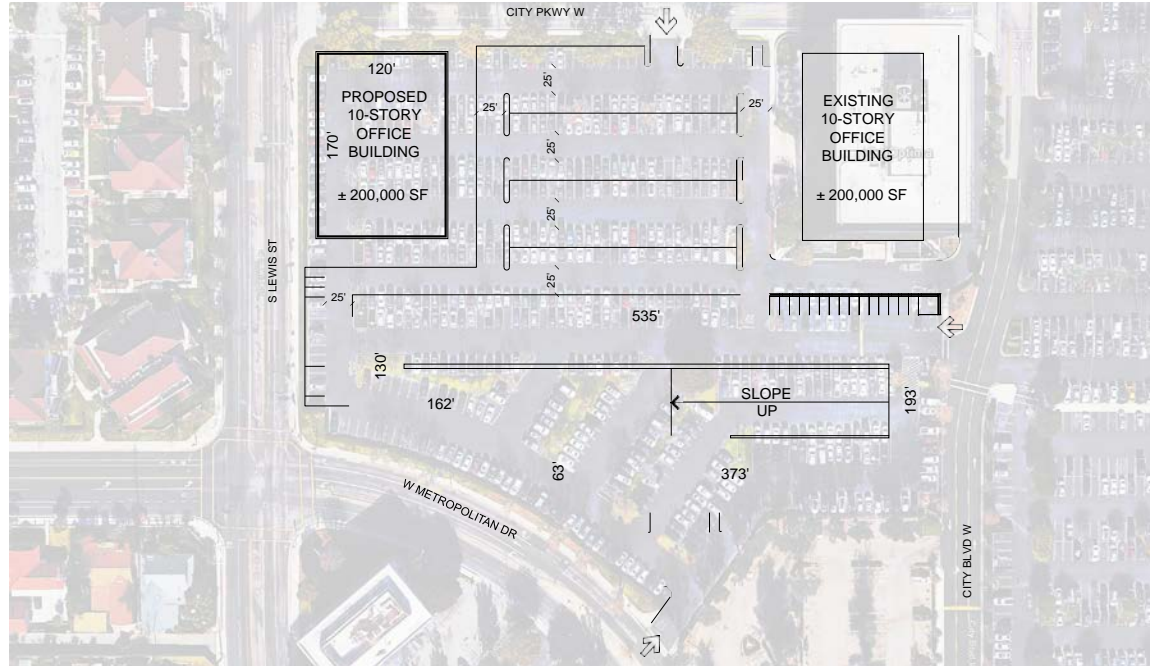 CITY PKWY W
120'
PROPOSED
10-STORY
OFFICE
BUILDING
170'
± 200,000 SF
25'
25'
25'
EXISTING
10-STORY
OFFICE
BUILDING
± 200,000 SF
25'
25'
S LEWIS ST
25'
25'
535'
130'
162'
SLOPE
UP
193'
63'
373'
W METROPOLITAN DR
CITY BLVD W